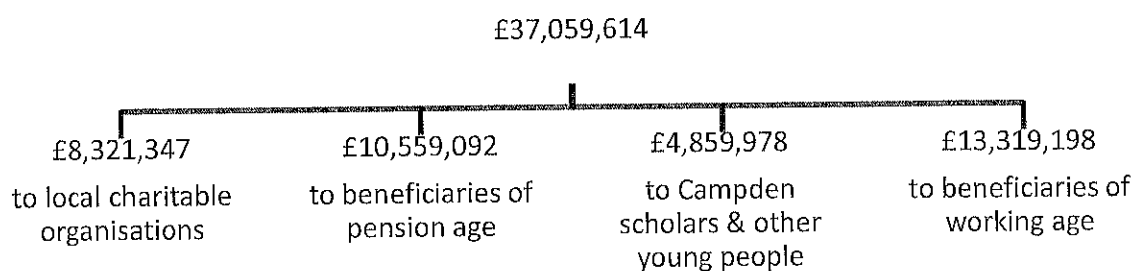 £37,059,614
£8,321,347
to local charitable
organisations
£10,559,092
to beneficiaries of
pension age
£4,859,978
to Campden
scholars & other
young people
£13,319,198
to beneficiaries of
working age